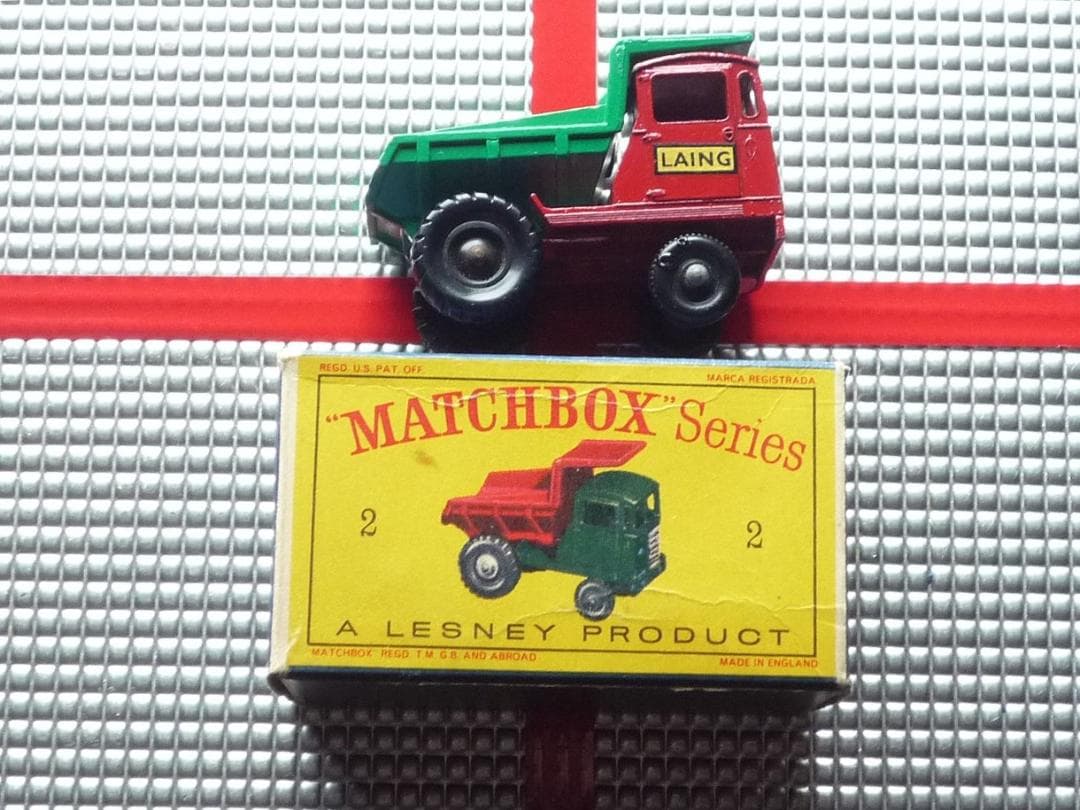 LAING
REGD. U.S. PAT. OFF.
MARCA REGISTRADA
"MATCHBOX" Series
2
2
A LESNEY PRODUCT
MATCHBOX REGD. T.M. G.B. AND ABROAD
MADE IN ENGLAND